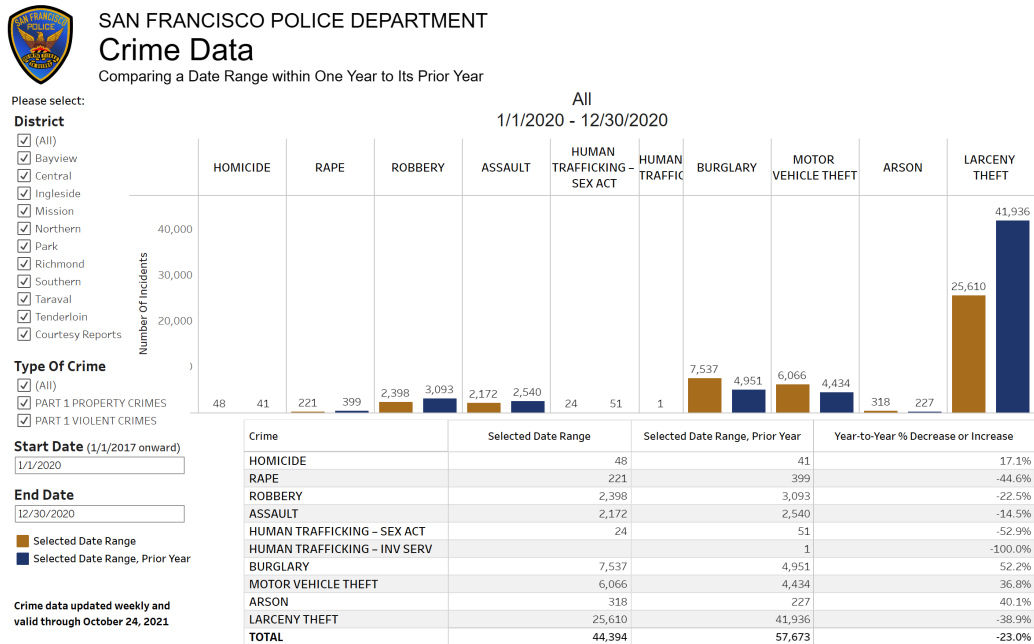 SAN FRANCISCO
POLICE
SAN FRANCISCO POLICE DEPARTMENT
Crime Data
Comparing a Date Range within One Year to Its Prior Year
Please select:
District
(All)
Bayview
Central
Ingleside
Mission
Northern
Park
Richmond
Southern
Taraval
Tenderloin
Courtesy Reports
Type Of Crime
(All)
PART 1 PROPERTY CRIMES
PART 1 VIOLENT CRIMES
Start Date (1/1/2017 onward)
1/1/2020
End Date
12/30/2020
Selected Date Range
Selected Date Range, Prior Year
Crime data updated weekly and
valid through October 24, 2021
All
1/1/2020 - 12/30/2020
HOMICIDE
RAPE
ROBBERY
ASSAULT
HUMAN
TRAFFICKING –
SEX ACT
HUMAN
TRAFFIC
BURGLARY
MOTOR
VEHICLE THEFT
ARSON
LARCENY
THEFT
Number Of Incidents
40,000
30,000
20,000
48 41
221 399
2,398 3,093
2,172 2,540
24 51
1
7,537 4,951
6,066 4,434
318 227
25,610 41,936
Crime Selected Date Range Selected Date Range, Prior Year Year-to-Year % Decrease or Increase
HOMICIDE 48 41 17.1%
RAPE 221 399 -44.6%
ROBBERY 2,398 3,093 -22.5%
ASSAULT 2,172 2,540 -14.5%
HUMAN TRAFFICKING – SEX ACT 24 51 -52.9%
HUMAN TRAFFICKING – INV SERV 1 -100.0%
BURGLARY 7,537 4,951 52.2%
MOTOR VEHICLE THEFT 6,066 4,434 36.8%
ARSON 318 227 40.1%
LARCENY THEFT 25,610 41,936 -38.9%
TOTAL 44,394 57,673 -23.0%